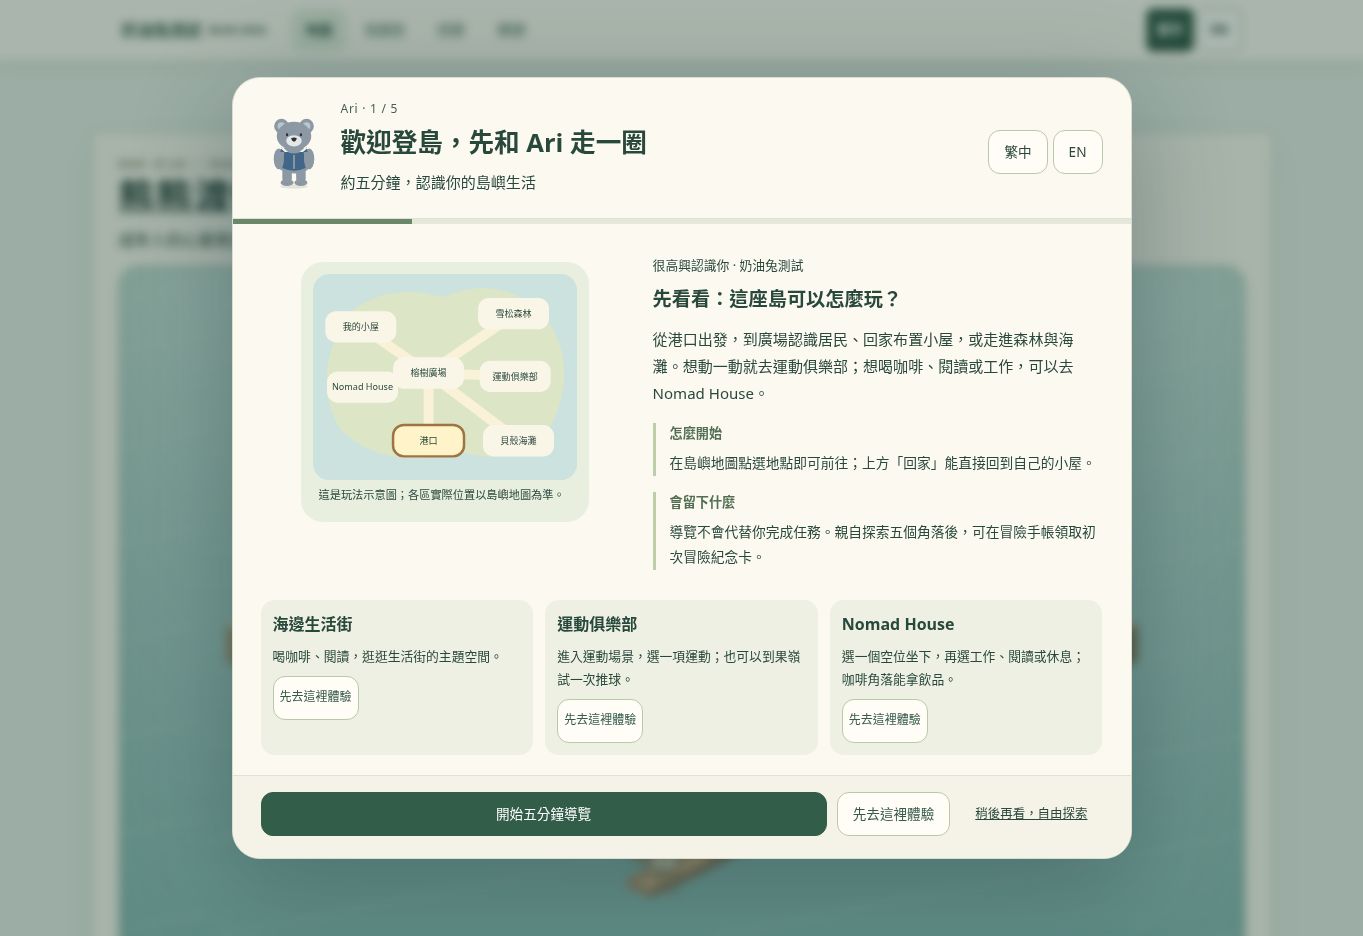 Ari · 1 / 5
歡迎登島，先和 Ari 走一圈
約五分鐘，認識你的島嶼生活
繁中
EN
我的小屋
雪松森林
榕樹廣場
運動俱樂部
Nomad House
港口
貝殼海灘
這是玩法示意圖；各區實際位置以島嶼地圖為準。
很高興認識你 · 奶油兔測試
先看看：這座島可以怎麼玩？
從港口出發，到廣場認識居民、回家布置小屋，或走進森林與海
灘。想動一動就去運動俱樂部；想喝咖啡、閱讀或工作，可以去
Nomad House。
怎麼開始
在島嶼地圖點選地點即可前往；上方「回家」能直接回到自己的小屋。
會留下什麼
導覽不會代替你完成任務。親自探索五個角落後，可在冒險手帳領取初
次冒險紀念卡。
海邊生活街
喝咖啡、閱讀，逛逛生活街的主題空間。
先去這裡體驗
運動俱樂部
進入運動場景，選一項運動；也可以到果嶺
試一次推球。
先去這裡體驗
Nomad House
選一個空位坐下，再選工作、閱讀或休息；
咖啡角落能拿飲品。
先去這裡體驗
開始五分鐘導覽
先去這裡體驗
稍後再看，自由探索